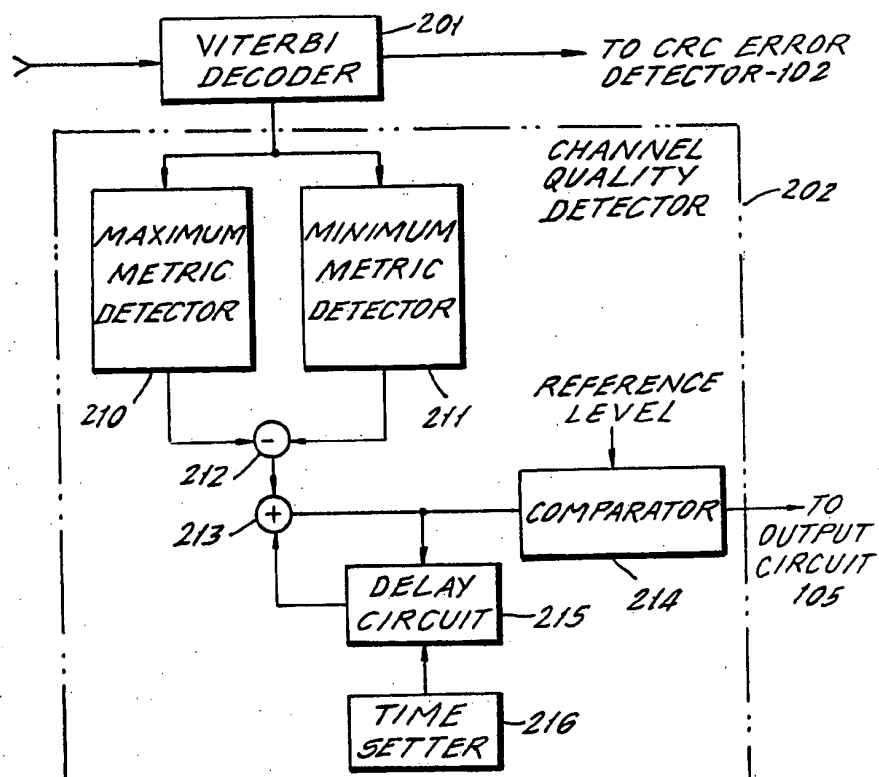 VITERBI
DECODER
201
TO CRC ERROR
DETECTOR-102
CHANNEL
QUALITY
DETECTOR
202
MAXIMUM
METRIC
DETECTOR
MINIMUM
METRIC
DETECTOR
210
211
REFERENCE
LEVEL
-
212
+
213
COMPARATOR
214
TO
OUTPUT
CIRCUIT
105
DELAY
CIRCUIT
215
TIME
SETTER
216